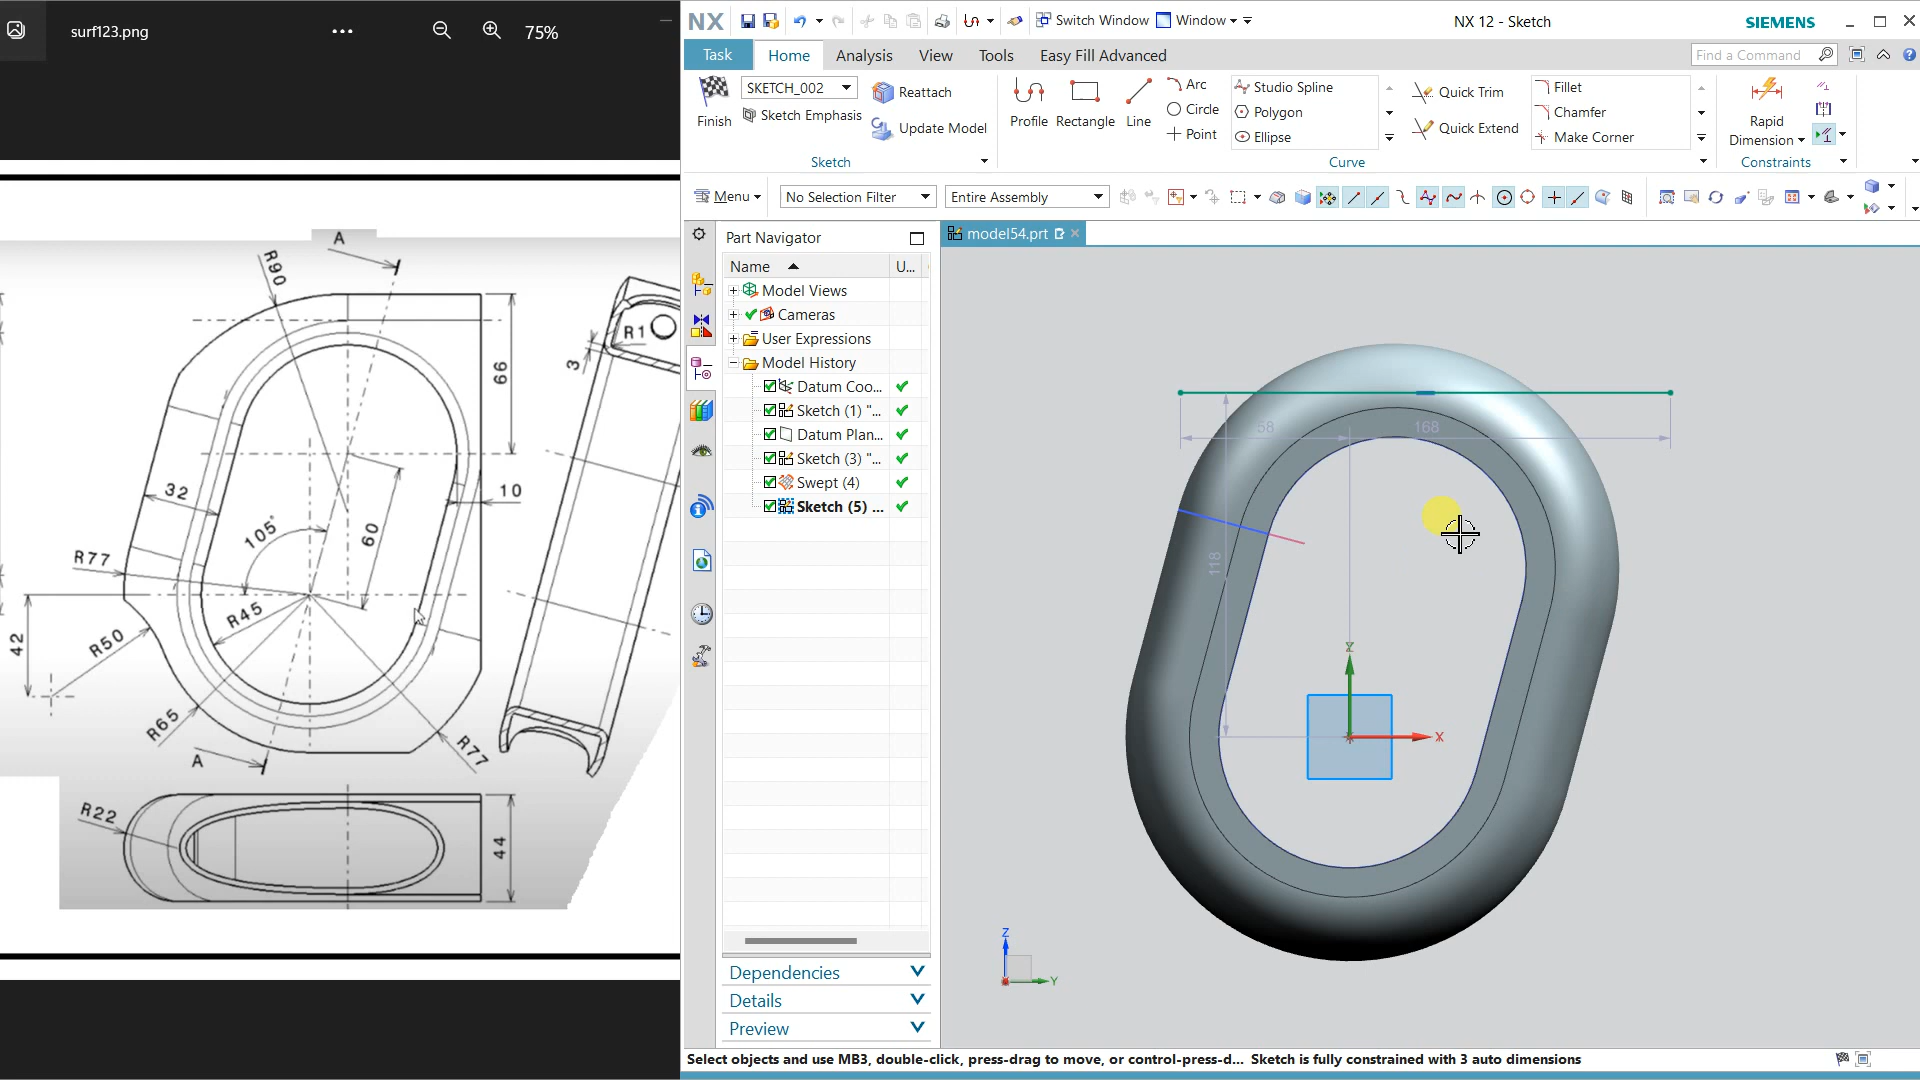 surf123.png
75%
A
R90
R1
3
66
32
10
105°
60
R77
R45
42
R50
R65
R77
A
R22
44
NX
Switch Window
Window
NX 12 - Sketch
SIEMENS
Task
Home
Analysis
View
Tools
Easy Fill Advanced
Find a Command
Finish
SKETCH_002
Sketch Emphasis
Reattach
Update Model
Sketch
Profile
Rectangle
Line
Arc
Circle
Point
Studio Spline
Polygon
Ellipse
Quick Trim
Quick Extend
Fillet
Chamfer
Make Corner
Curve
Rapid
Dimension
Constraints
Menu
No Selection Filter
Entire Assembly
Part Navigator
Name
U...
Model Views
Cameras
User Expressions
Model History
Datum Coo...
Sketch (1) "...
Datum Plan...
Sketch (3) "...
Swept (4)
Sketch (5) ...
Dependencies
Details
Preview
model54.prt
58
168
118
X
Z
Y
Select objects and use MB3, double-click, press-drag to move, or control-press-d...
Sketch is fully constrained with 3 auto dimensions